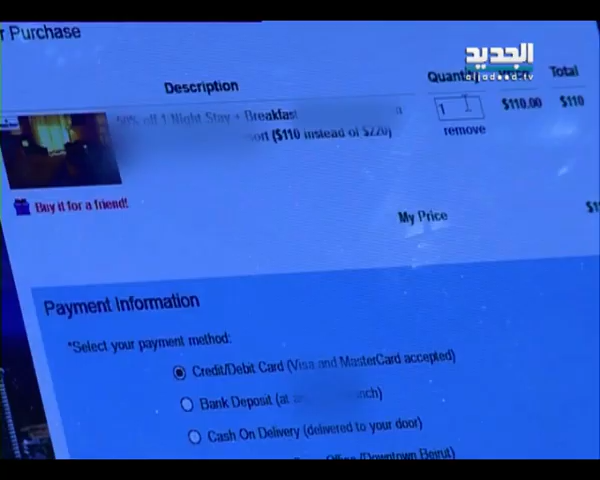 r Purchase
الجديد
aljadeed.tv
Description
Quantity
Total
50% off 1 Night Stay + Breakfast
1
$110.00
$110
ort ($110 instead of $220)
remove
Buy it for a friend!
My Price
Payment Information
*Select your payment method:
Credit/Debit Card (Visa and MasterCard accepted)
Bank Deposit (at
nch)
Cash On Delivery (delivered to your door)
Office (Downtown Beirut)